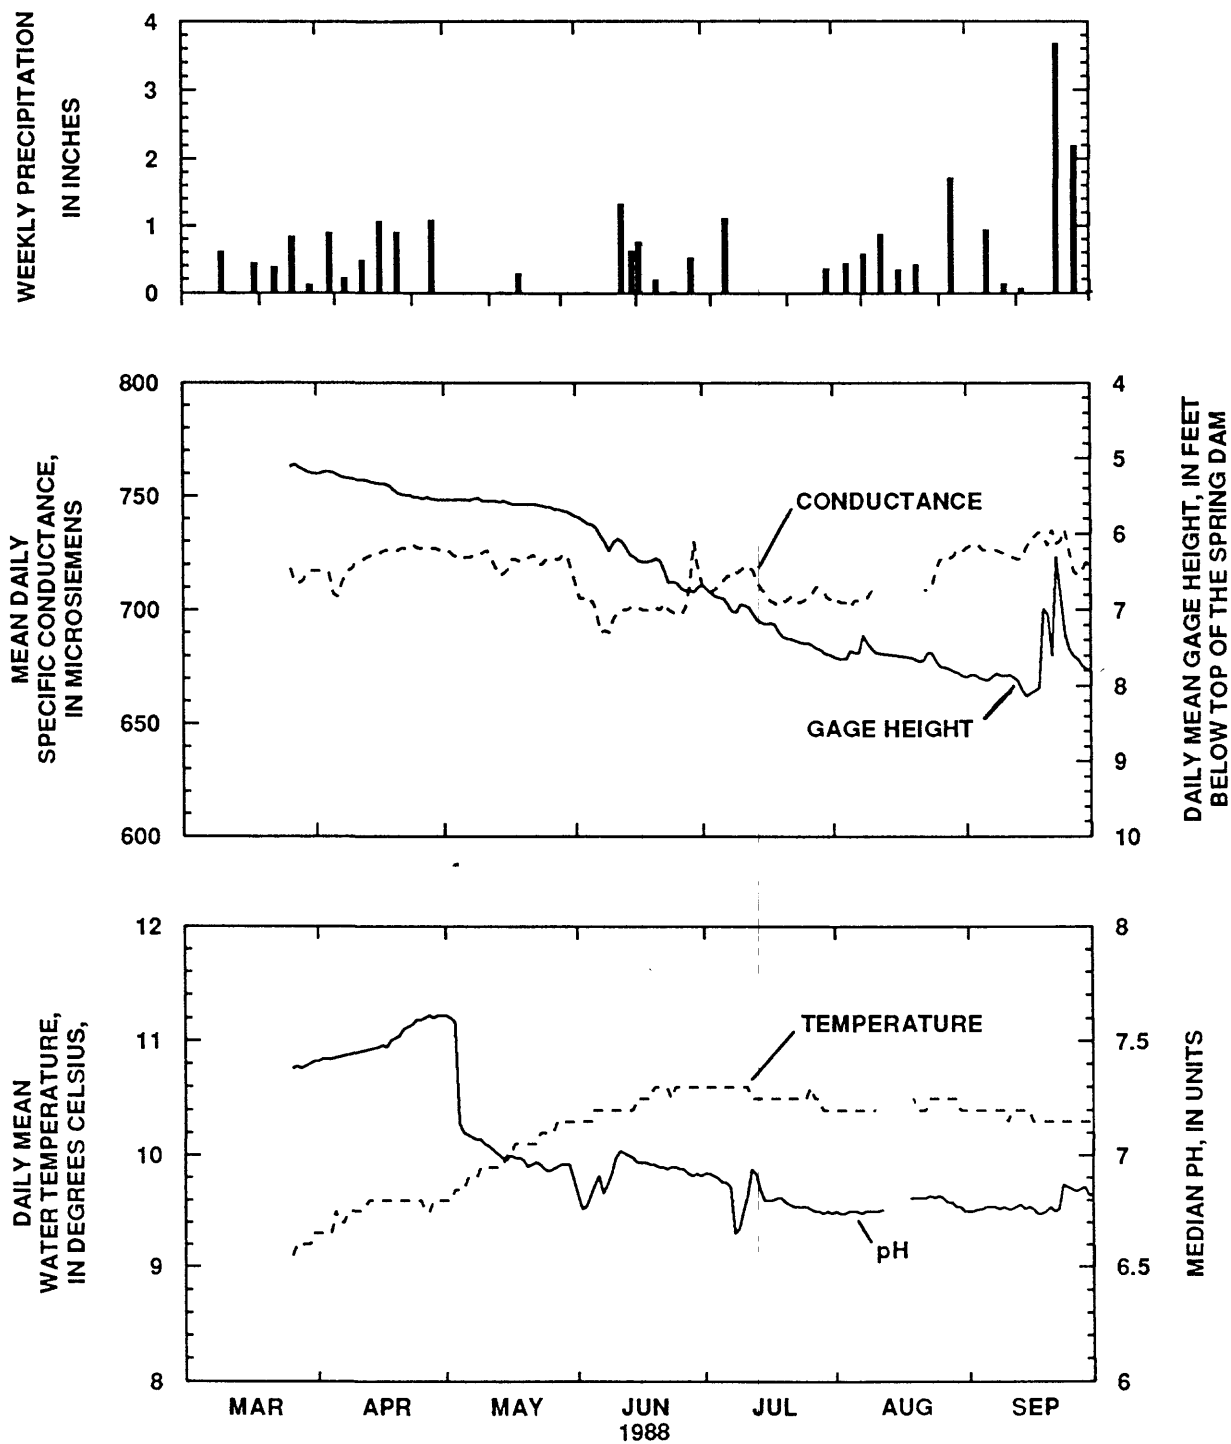 WEEKLY PRECIPITATION
IN INCHES
4
3
2
1
0
MEAN DAILY
SPECIFIC CONDUCTANCE,
IN MICROSIEMENS
800
750
700
650
600
CONDUCTANCE
GAGE HEIGHT
4
5
6
7
8
9
10
DAILY MEAN GAGE HEIGHT, IN FEET
BELOW TOP OF THE SPRING DAM
DAILY MEAN
WATER TEMPERATURE,
IN DEGREES CELSIUS,
12
11
10
9
8
TEMPERATURE
pH
8
7.5
7
6.5
6
MEDIAN PH, IN UNITS
MAR APR MAY JUN JUL AUG SEP
1988